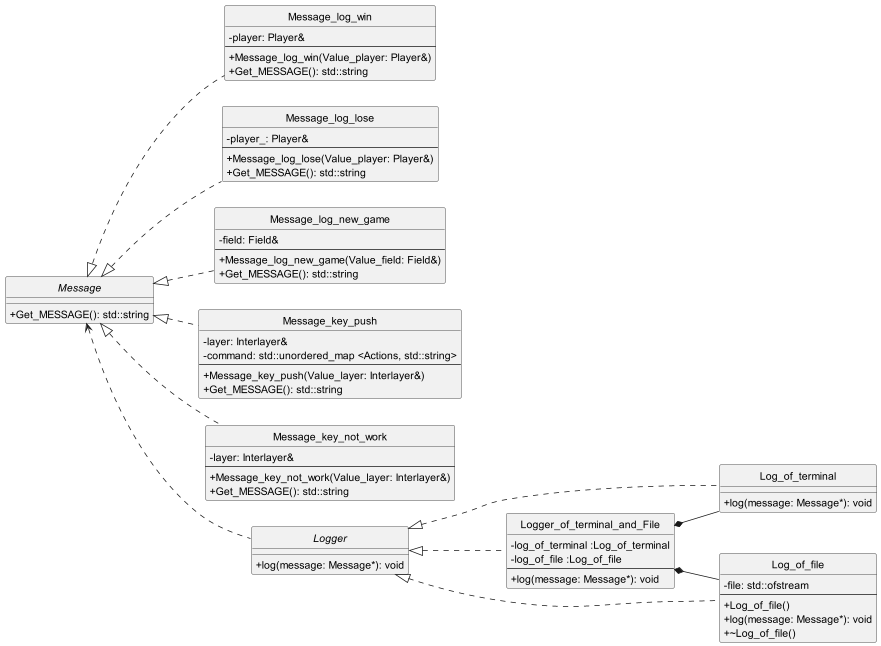 Message_log_win
-player: Player&
+Message_log_win(Value_player: Player&)
+Get_MESSAGE(): std::string
Message_log_lose
-player_: Player&
+Message_log_lose(Value_player: Player&)
+Get_MESSAGE(): std::string
Message_log_new_game
-field: Field&
+Message_log_new_game(Value_field: Field&)
+Get_MESSAGE(): std::string
Message
+Get_MESSAGE(): std::string
Message_key_push
-layer: Interlayer&
-command: std::unordered_map <Actions, std::string>
+Message_key_push(Value_layer: Interlayer&)
+Get_MESSAGE(): std::string
Message_key_not_work
-layer: Interlayer&
+Message_key_not_work(Value_layer: Interlayer&)
+Get_MESSAGE(): std::string
Logger
+log(message: Message*): void
Logger_of_terminal_and_File
-log_of_terminal :Log_of_terminal
-log_of_file :Log_of_file
+log(message: Message*): void
Log_of_terminal
+log(message: Message*): void
Log_of_file
-file: std::ofstream
+Log_of_file()
+log(message: Message*): void
+~Log_of_file()